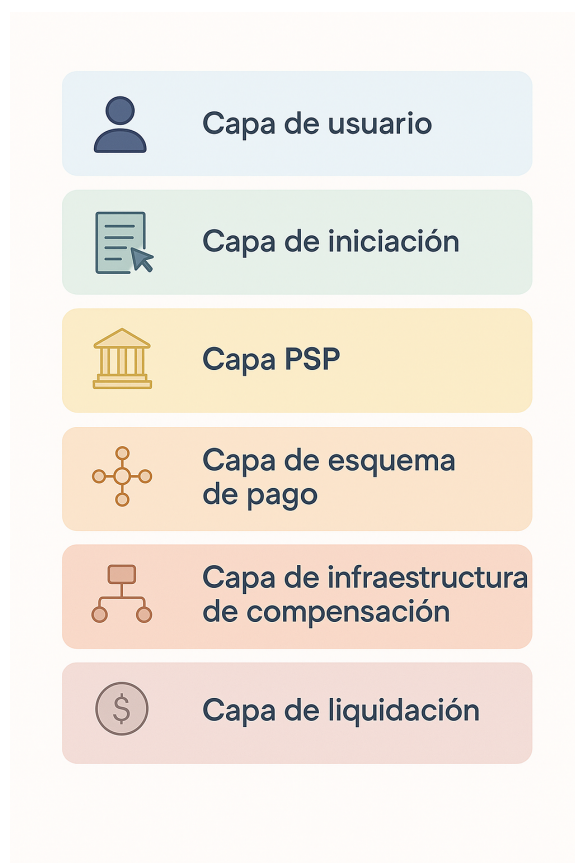 Capa de usuario
Capa de iniciación
Capa PSP
Capa de esquema
de pago
Capa de infraestructura
de compensación
$
Capa de liquidación